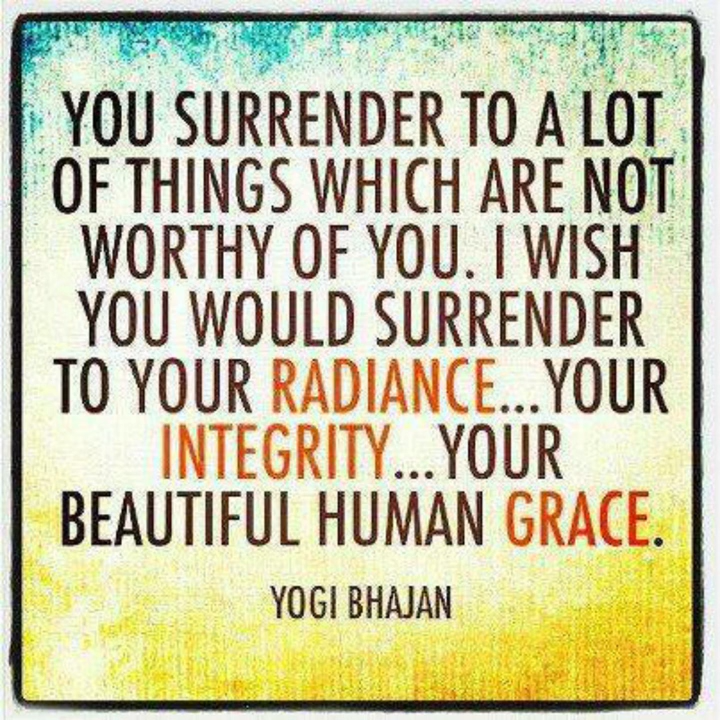 YOU SURRENDER TO A LOT
OF THINGS WHICH ARE NOT
WORTHY OF YOU. I WISH
YOU WOULD SURRENDER
TO YOUR RADIANCE...YOUR
INTEGRITY...YOUR
BEAUTIFUL HUMAN GRACE.
YOGI BHAJAN